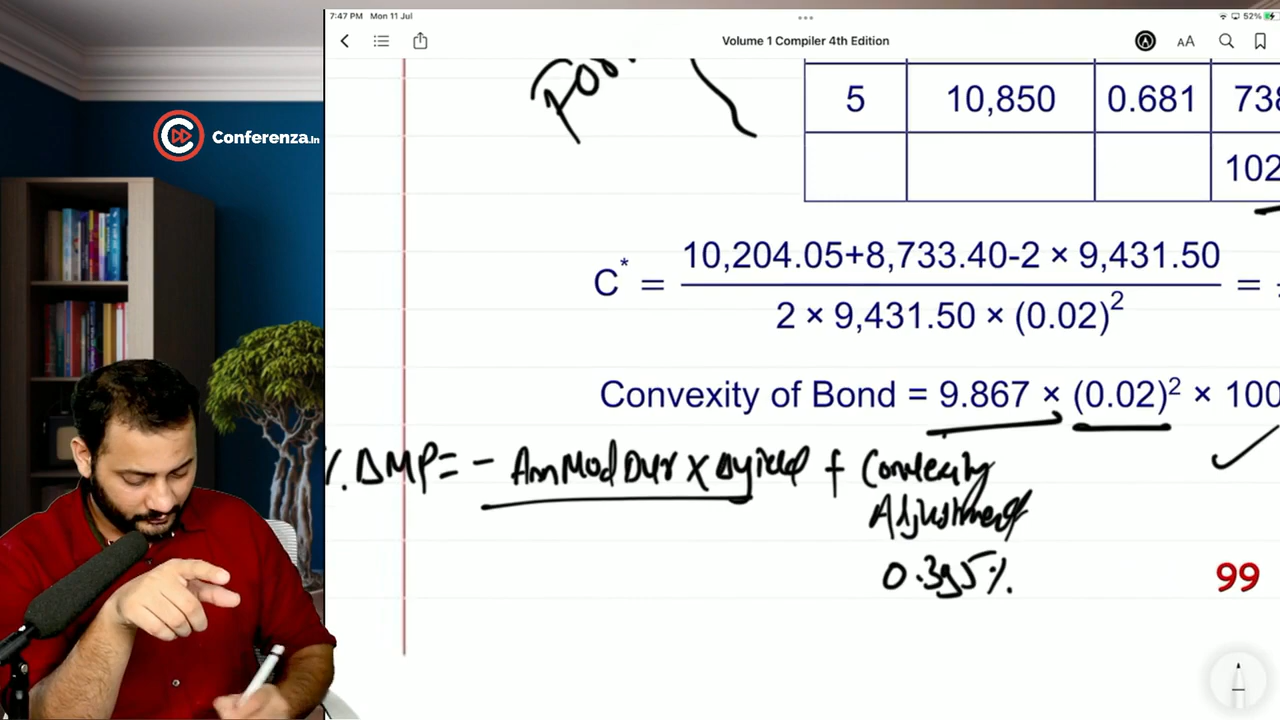 7:47 PM Mon 11 Jul
52%
Volume 1 Compiler 4th Edition
AA
Conferenza.In
5 10,850 0.681 738
102
C* = 10,204.05+8,733.40-2 × 9,431.50 =
2 × 9,431.50 × (0.02)2
Convexity of Bond = 9.867 × (0.02)2 × 100
%. ΔMP = - AnnModDur × Δyield + Convexity
Adjustment
0.395%
99